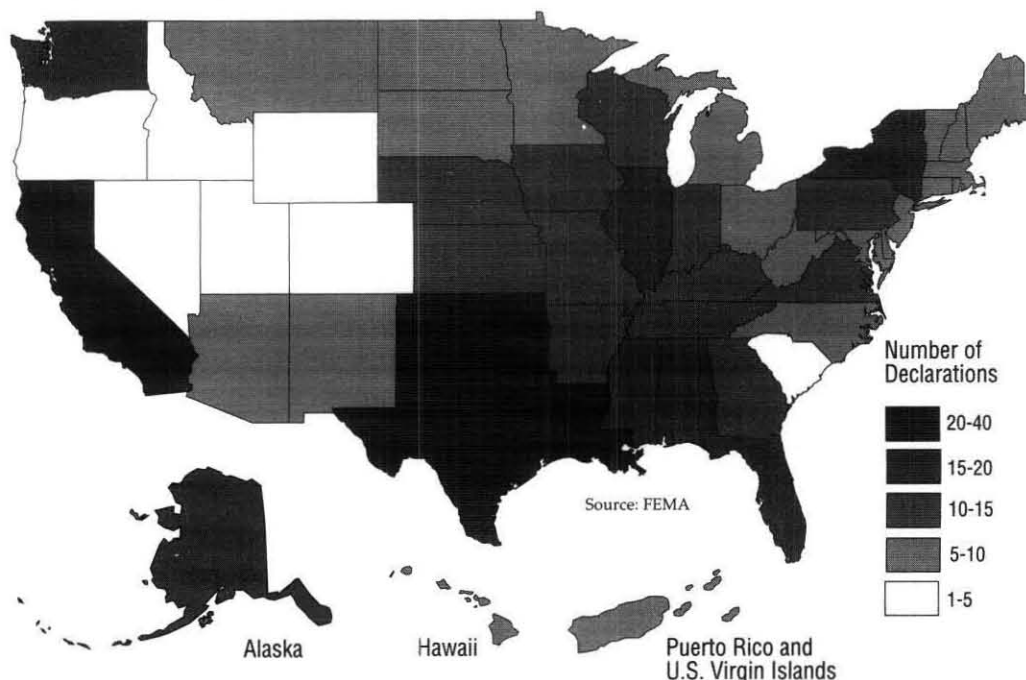 Number of
Declarations
20-40
15-20
10-15
5-10
1-5
Source: FEMA
Alaska
Hawaii
Puerto Rico and
U.S. Virgin Islands